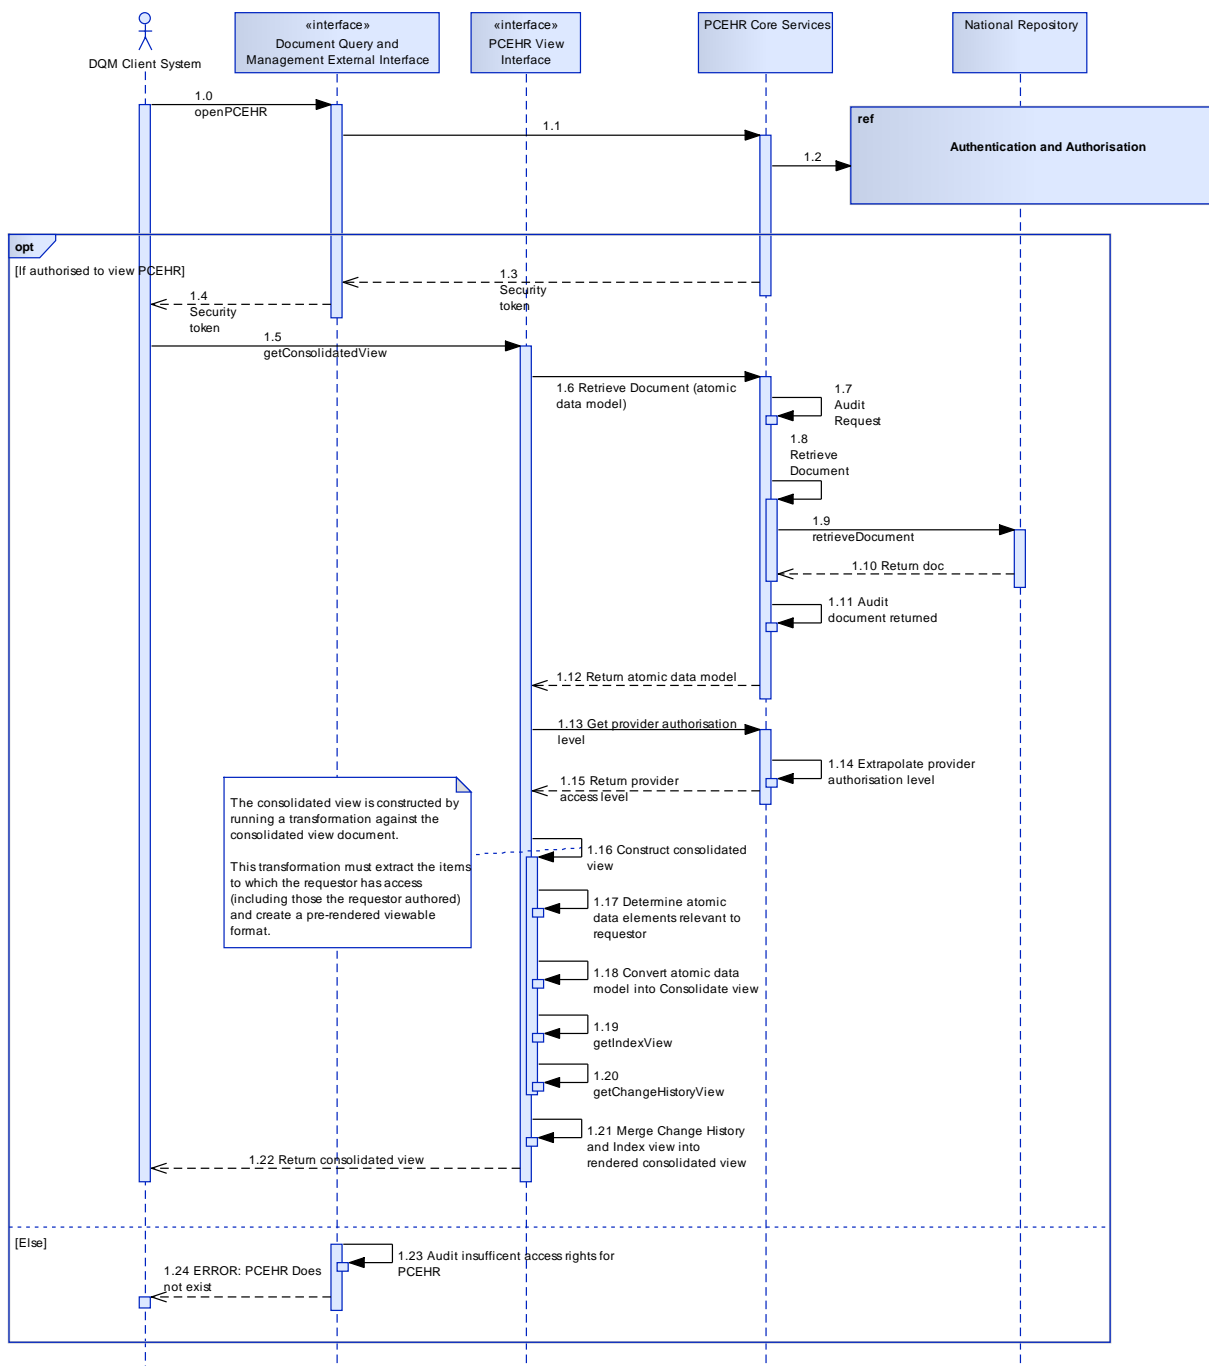 «interface»
Document Query and
Management External Interface
«interface»
PCEHR View
Interface
PCEHR Core Services
National Repository
DQM Client System
1.0
openPCEHR
1.1
1.2
ref
Authentication and Authorisation
opt
[If authorised to view PCEHR]
1.3
Security
token
1.4
Security
token
1.5
getConsolidatedView
1.6 Retrieve Document (atomic
data model)
1.7
Audit
Request
1.8
Retrieve
Document
1.9
retrieveDocument
1.10 Return doc
1.11 Audit
document returned
1.12 Return atomic data model
1.13 Get provider authorisation
level
1.14 Extrapolate provider
authorisation level
1.15 Return provider
access level
The consolidated view is constructed by
running a transformation against the
consolidated view document.
This transformation must extract the items
to which the requestor has access
(including those the requestor authored)
and create a pre-rendered viewable
format.
1.16 Construct consolidated
view
1.17 Determine atomic
data elements relevant to
requestor
1.18 Convert atomic data
model into Consolidate view
1.19
getIndexView
1.20
getChangeHistoryView
1.21 Merge Change History
and Index view into
rendered consolidated view
1.22 Return consolidated view
[Else]
1.23 Audit insufficent access rights for
PCEHR
1.24 ERROR: PCEHR Does
not exist